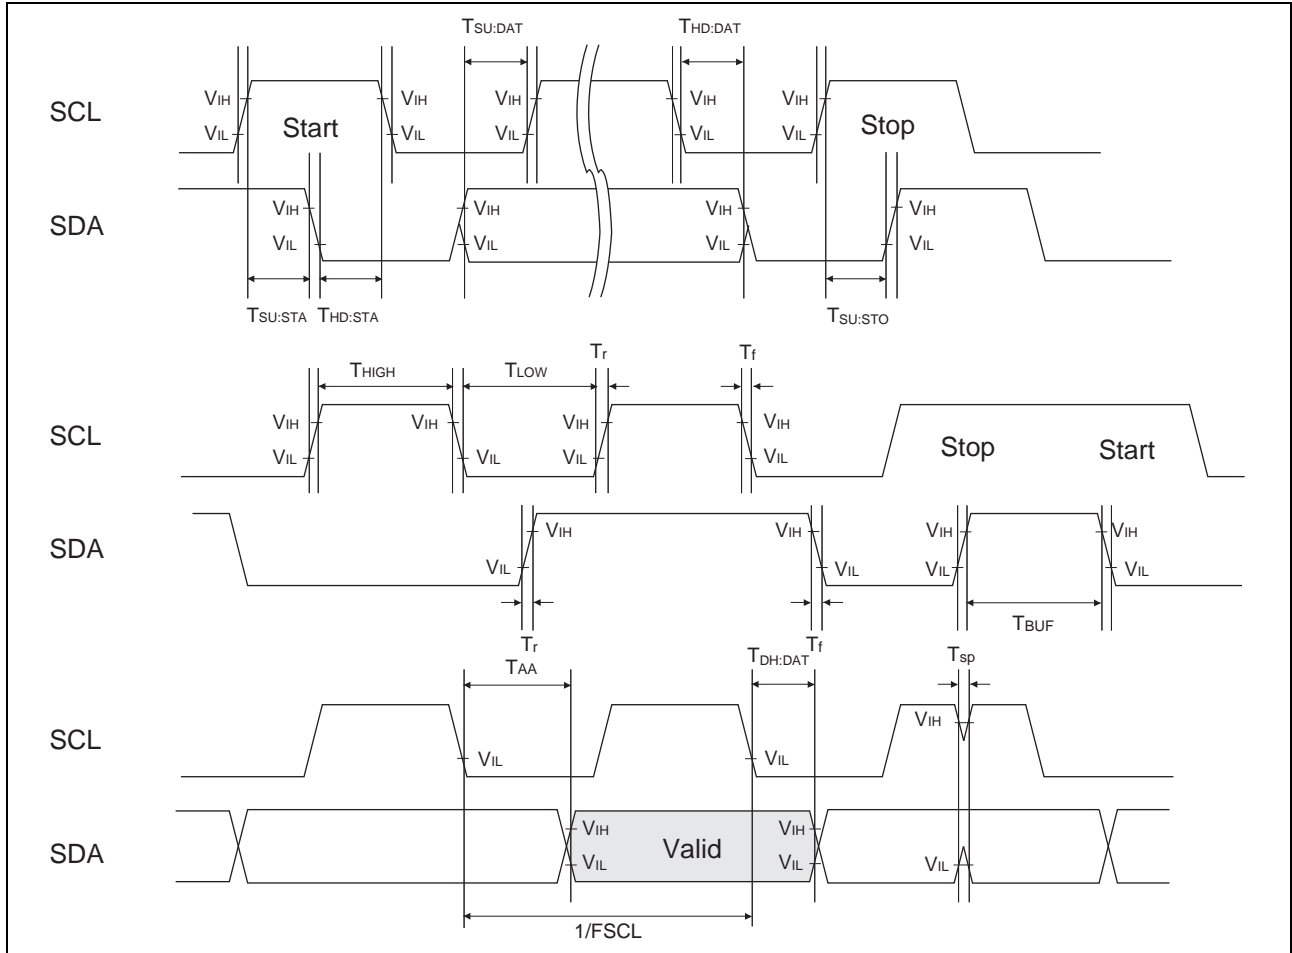 TSU:DAT THD:DAT
SCL VIH VIH VIH VIH VIH
Start Stop
VIL VIL VIL VIL VIL
SDA VIH VIH VIH VIH
VIL VIL VIL VIL
TSU:STA THD:STA TSU:STO
THIGH TLOW Tr Tf
SCL VIH VIH VIH VIH
Stop Start
VIL VIL VIL VIL
SDA VIH VIH VIH VIH
VIL VIL VIL VIL
Tr Tf TBUF
TAA TDH:DAT Tsp
SCL VIH
VIL VIL
SDA VIH Valid VIH
VIL VIL VIL
1/FSCL